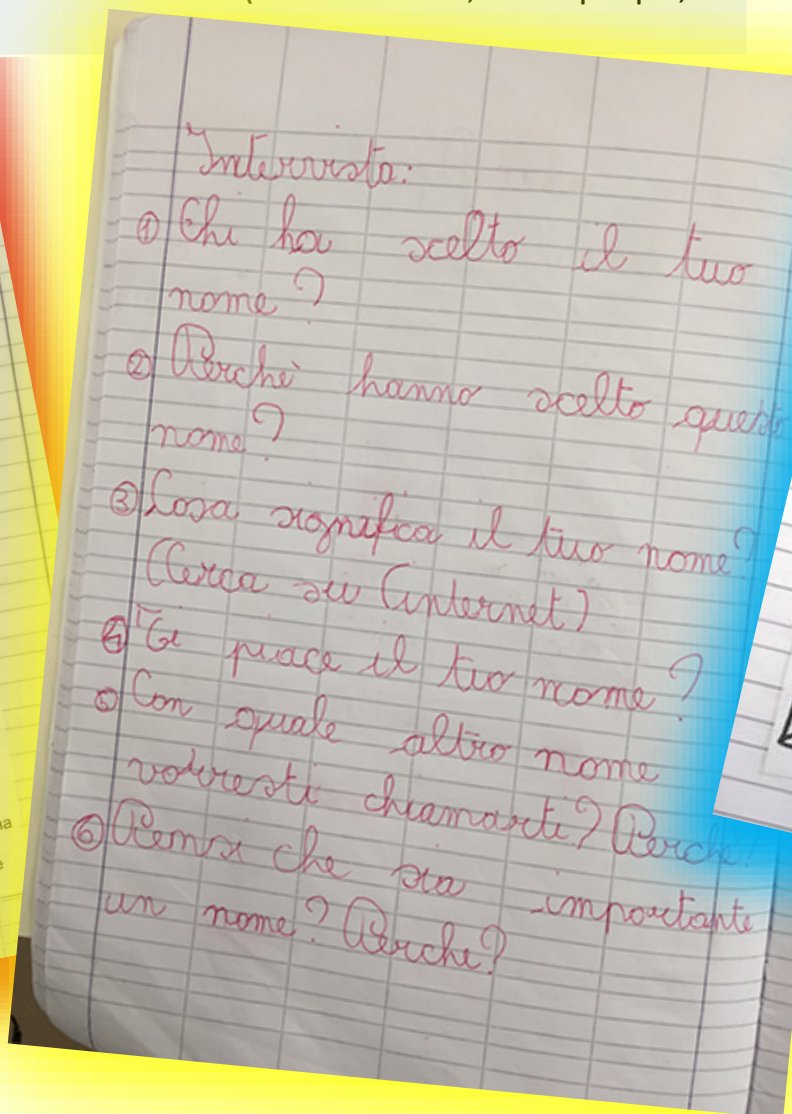 Intervista:
① Chi ha scelto il tuo
nome?
② Perchè hanno scelto questo
nome?
③ Cosa significa il tuo nome?
(Cerca su internet)
④ Ti piace il tuo nome?
⑤ Con quale altro nome
vorresti chiamarti? Perchè?
⑥ Pensi che sia importante
un nome? Perche?